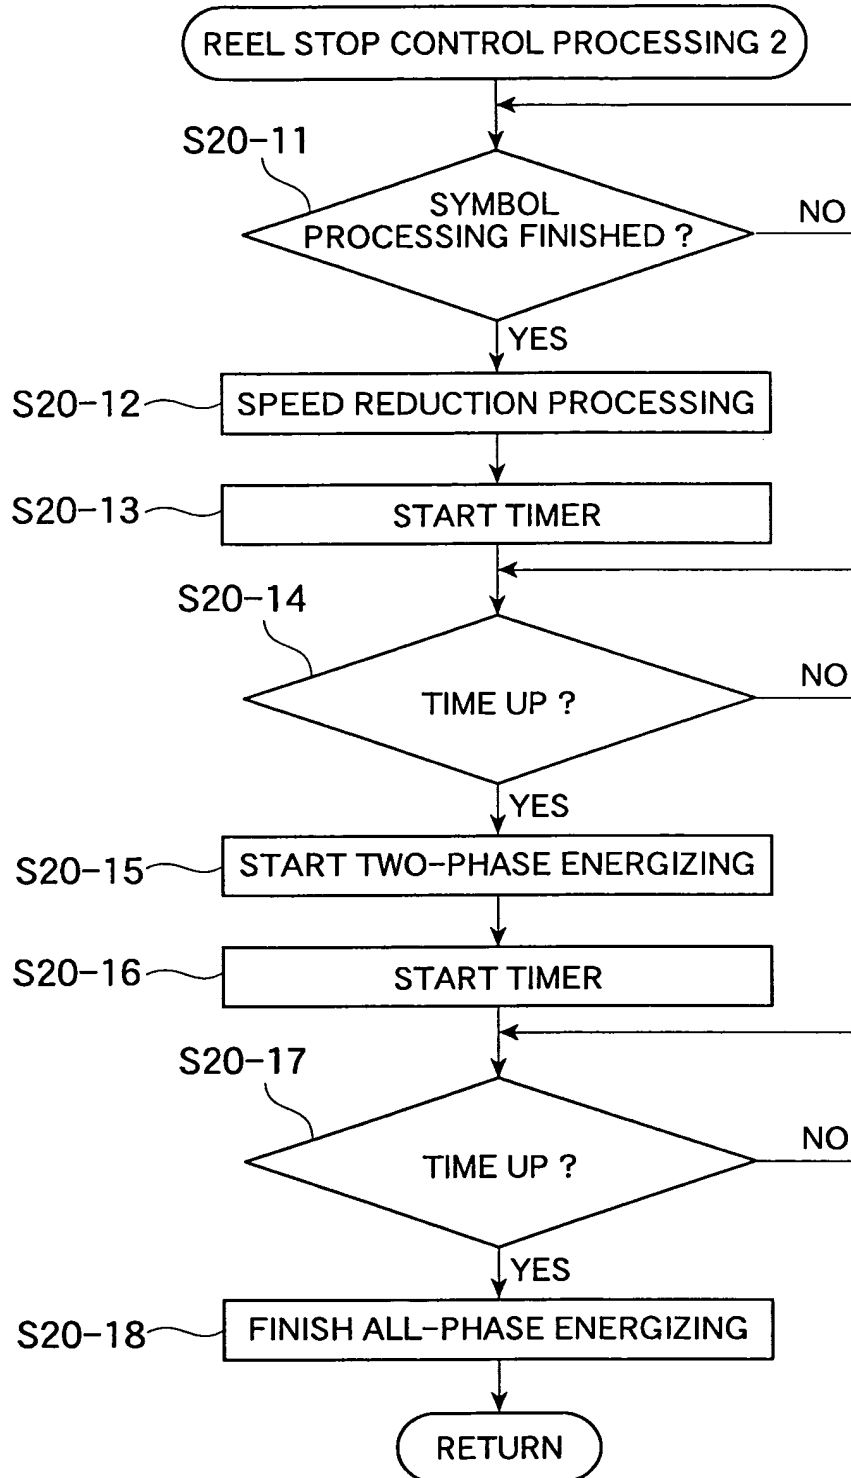 REEL STOP CONTROL PROCESSING 2
S20-11
SYMBOL
PROCESSING FINISHED ?
NO
YES
S20-12
SPEED REDUCTION PROCESSING
S20-13
START TIMER
S20-14
TIME UP ?
NO
YES
S20-15
START TWO-PHASE ENERGIZING
S20-16
START TIMER
S20-17
TIME UP ?
NO
YES
S20-18
FINISH ALL-PHASE ENERGIZING
RETURN